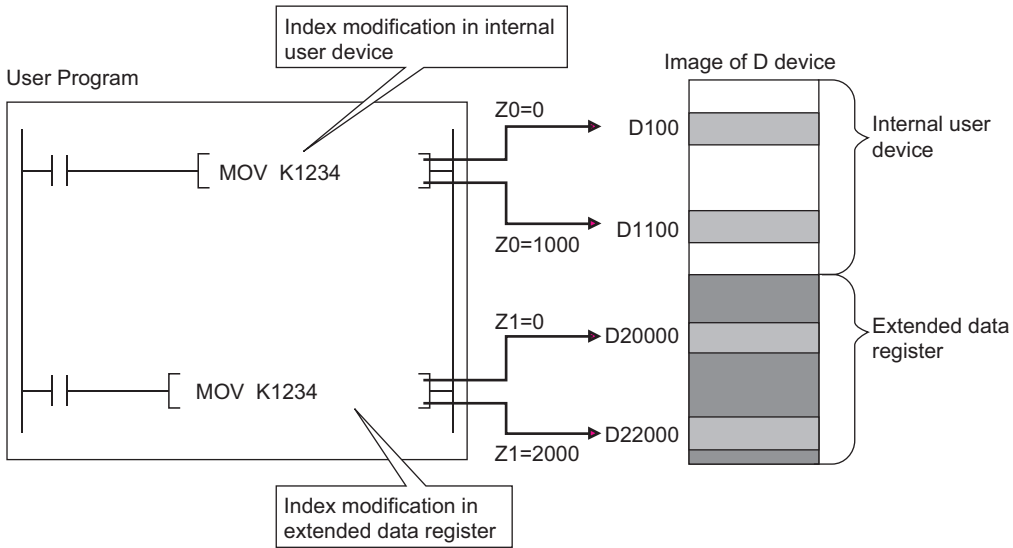 Index modification in internal
user device
User Program
Image of D device
Z0=0
D100
Internal user
device
MOV K1234
D1100
Z0=1000
Z1=0
D20000
Extended data
register
MOV K1234
D22000
Z1=2000
Index modification in
extended data register